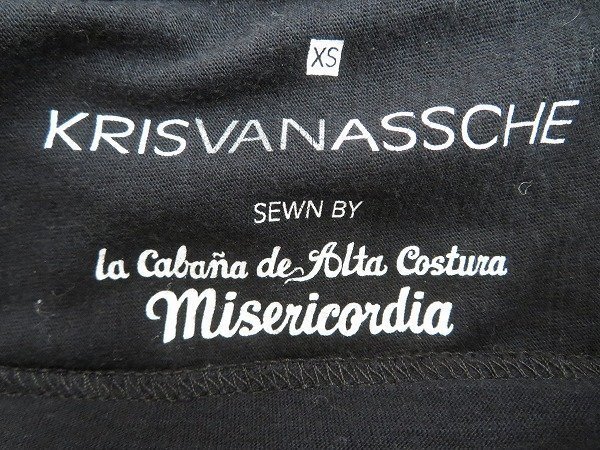 XS
KRISVANASSCHE
SEWN BY
la Cabaña de Alta Costura
Misericordia